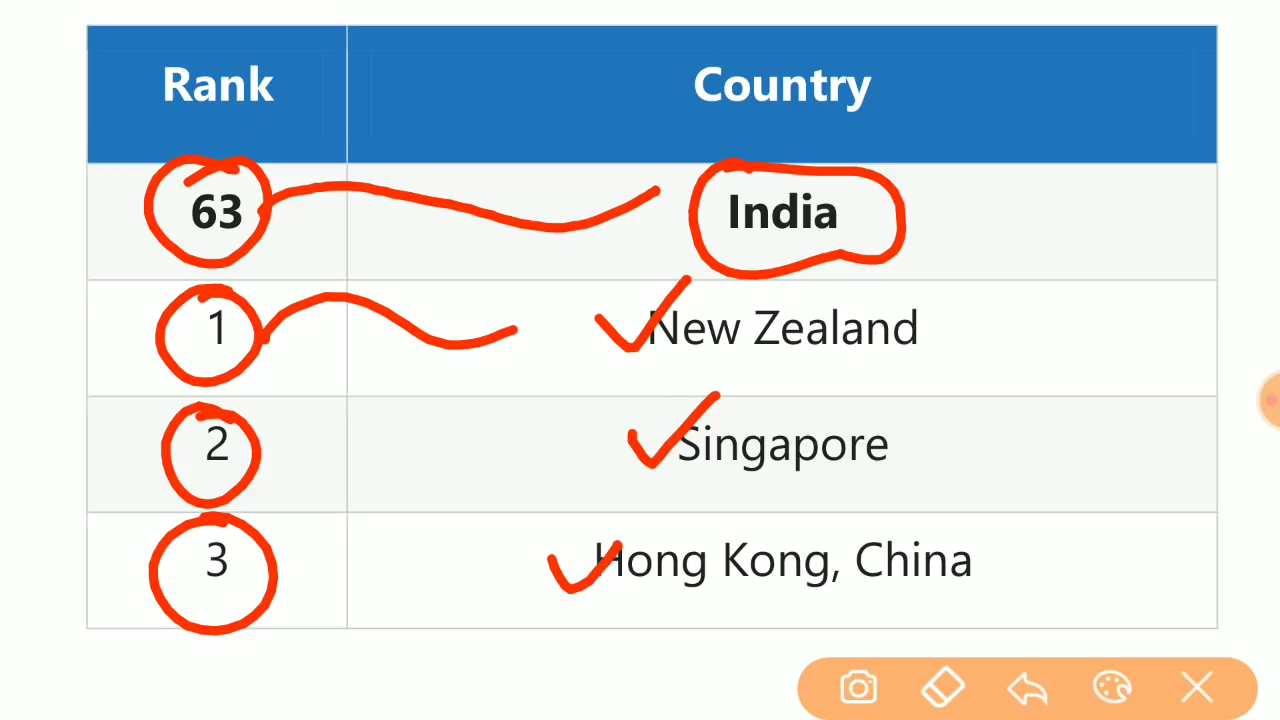 Rank Country
63 India
1 New Zealand
2 Singapore
3 Hong Kong, China